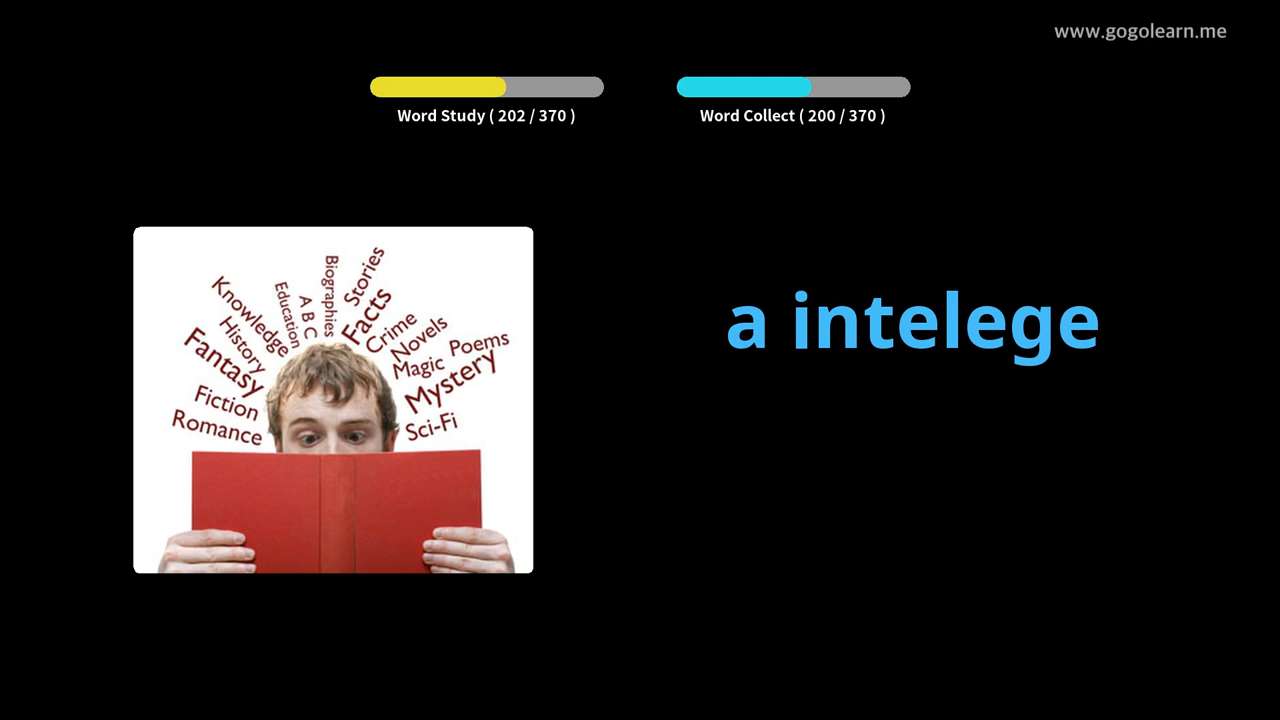 www.gogolearn.me
Word Study ( 202 / 370 )
Word Collect ( 200 / 370 )
a intelege
Biographies
Stories
Education
A B C
Facts
Knowledge
Crime
History
Novels
Fantasy
Magic
Poems
Mystery
Fiction
Romance
Sci-Fi